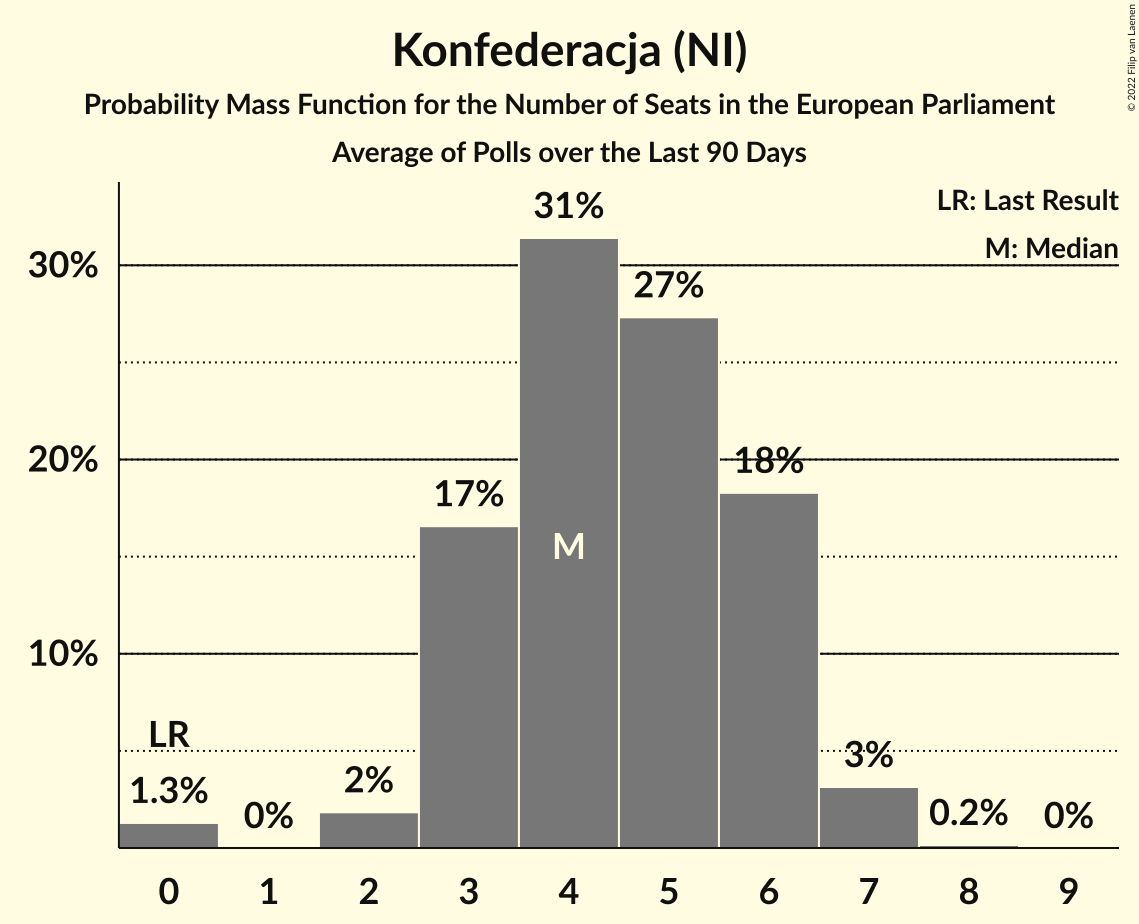 Konfederacja (NI)
Probability Mass Function for the Number of Seats in the European Parliament
Average of Polls over the Last 90 Days
© 2022 Filip van Laenen
LR: Last Result
M: Median
31%
30%
27%
20%
18%
17%
M
10%
LR
3%
2%
1.3%
0%
0.2%
0%
0 1 2 3 4 5 6 7 8 9